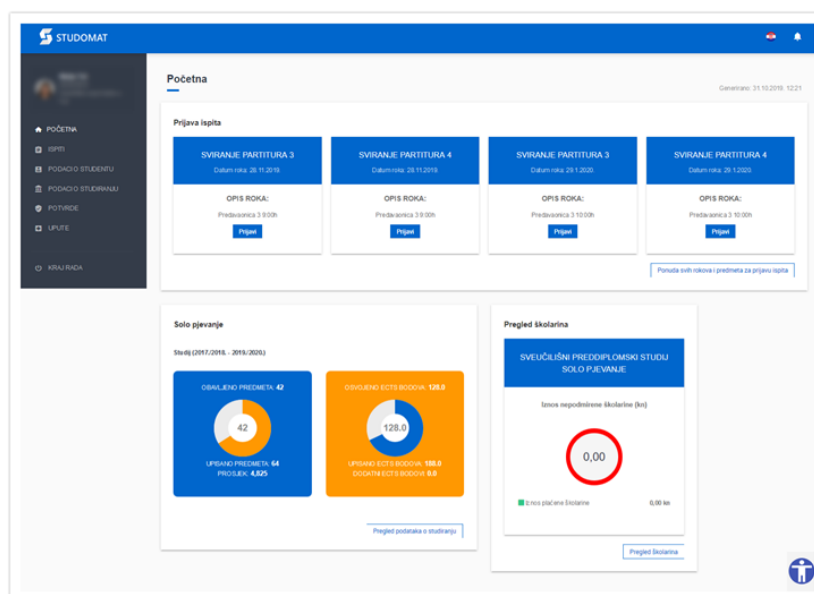 STUDOMAT
Početna
Generirano: 31.10.2019. 12:21
POČETNA
ISPITI
PODACI O STUDENTU
PODACI O STUDIRANJU
POTVRDE
UPUTE
KRAJ RADA
Prijava ispita
SVIRANJE PARTITURA 3
Datum roka: 28.11.2019.
OPIS ROKA:
Predavaonica 3 9:00h
Prijavi
SVIRANJE PARTITURA 4
Datum roka: 28.11.2019.
OPIS ROKA:
Predavaonica 3 9:00h
Prijavi
SVIRANJE PARTITURA 3
Datum roka: 29.1.2020.
OPIS ROKA:
Predavaonica 3 10:00h
Prijavi
SVIRANJE PARTITURA 4
Datum roka: 29.1.2020.
OPIS ROKA:
Predavaonica 3 10:00h
Prijavi
Ponuda svih rokova i predmeta za prijavu ispita
Solo pjevanje
Studij (2017./2018. - 2019./2020.)
OBAVLJENO PREDMETA: 42
42
UPISANO PREDMETA: 64
PROSJEK: 4,825
OSVOJENO ECTS BODOVA: 128.0
128.0
UPISANO ECTS BODOVA: 188.0
DODATNI ECTS BODOVI: 0.0
Pregled podataka o studiranju
Pregled školarina
SVEUČILIŠNI PREDDIPLOMSKI STUDIJ
SOLO PJEVANJE
Iznos nepodmirene školarine (kn)
0,00
Iznos plaćene školarine 0,00 kn
Pregled školarina